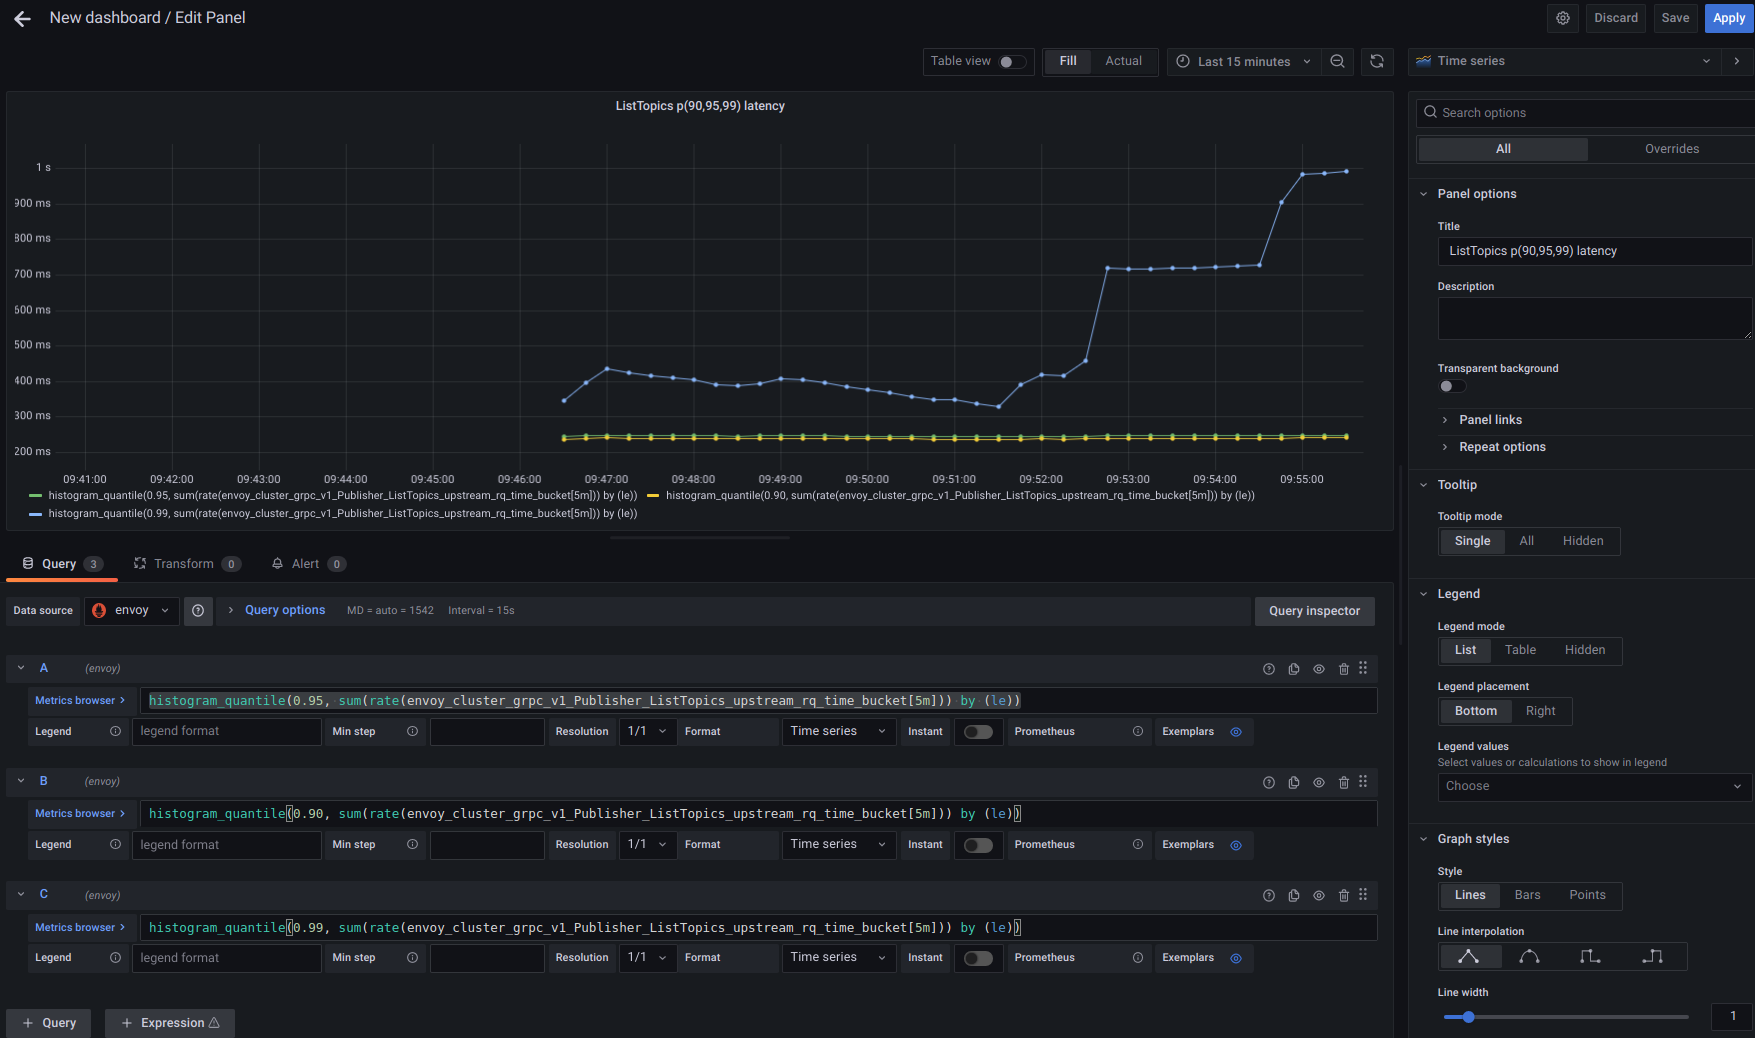 New dashboard / Edit Panel
Discard
Save
Apply
Table view
Fill
Actual
Last 15 minutes
Time series
ListTopics p(90,95,99) latency
1 s
900 ms
800 ms
700 ms
600 ms
500 ms
400 ms
300 ms
200 ms
09:41:00 09:42:00 09:43:00 09:44:00 09:45:00 09:46:00 09:47:00 09:48:00 09:49:00 09:50:00 09:51:00 09:52:00 09:53:00 09:54:00 09:55:00
histogram_quantile(0.95, sum(rate(envoy_cluster_grpc_v1_Publisher_ListTopics_upstream_rq_time_bucket[5m])) by (le)) histogram_quantile(0.90, sum(rate(envoy_cluster_grpc_v1_Publisher_ListTopics_upstream_rq_time_bucket[5m])) by (le))
histogram_quantile(0.99, sum(rate(envoy_cluster_grpc_v1_Publisher_ListTopics_upstream_rq_time_bucket[5m])) by (le))
Query 3 Transform 0 Alert 0
Data source envoy Query options MD = auto = 1542 Interval = 15s Query inspector
A (envoy)
Metrics browser > histogram_quantile(0.95, sum(rate(envoy_cluster_grpc_v1_Publisher_ListTopics_upstream_rq_time_bucket[5m])) by (le))
Legend legend format Min step Resolution 1/1 Format Time series Instant Prometheus Exemplars
B (envoy)
Metrics browser > histogram_quantile(0.90, sum(rate(envoy_cluster_grpc_v1_Publisher_ListTopics_upstream_rq_time_bucket[5m])) by (le))
Legend legend format Min step Resolution 1/1 Format Time series Instant Prometheus Exemplars
C (envoy)
Metrics browser > histogram_quantile(0.99, sum(rate(envoy_cluster_grpc_v1_Publisher_ListTopics_upstream_rq_time_bucket[5m])) by (le))
Legend legend format Min step Resolution 1/1 Format Time series Instant Prometheus Exemplars
+ Query + Expression
Search options
All Overrides
Panel options
Title
ListTopics p(90,95,99) latency
Description
Transparent background
Panel links
Repeat options
Tooltip
Tooltip mode
Single All Hidden
Legend
Legend mode
List Table Hidden
Legend placement
Bottom Right
Legend values
Select values or calculations to show in legend
Choose
Graph styles
Style
Lines Bars Points
Line interpolation
Line width
1